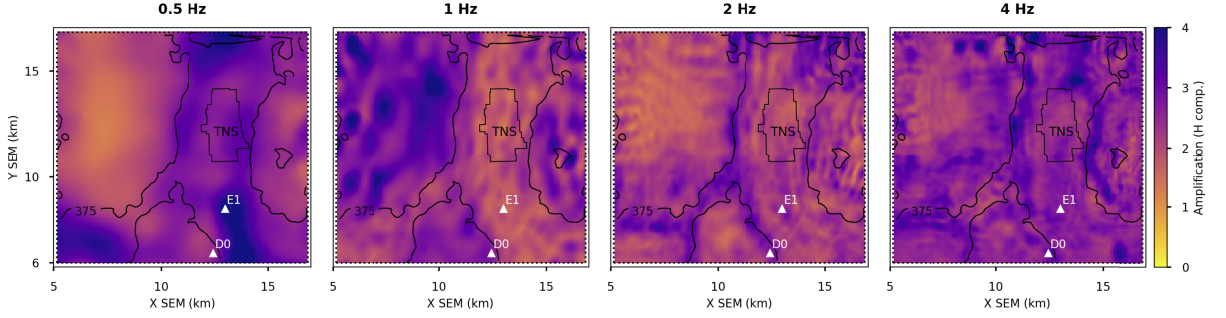 0.5 Hz 1 Hz 2 Hz 4 Hz
15
10
6
Y SEM (km)
TNS
E1
D0
375
5 10 15
X SEM (km)
TNS
E1
D0
375
5 10 15
X SEM (km)
TNS
E1
D0
375
5 10 15
X SEM (km)
TNS
E1
D0
375
5 10 15
X SEM (km)
4
3
2
1
0
Amplification (H comp.)